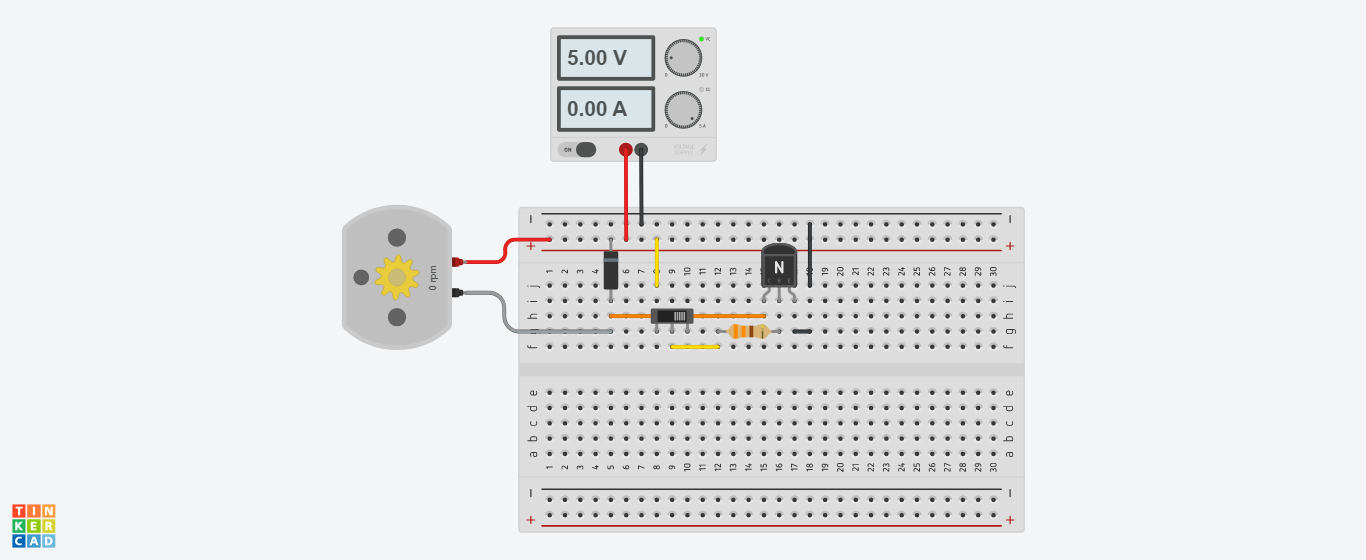 5.00 V
VC
0 30 V
0.00 A
CC
0 5 A
ON
VOLTAGE
SUPPLY
0 rpm
− −
+ +
1 2 3 4 5 6 7 8 9 10 11 12 13 14 15 16 17 18 19 20 21 22 23 24 25 26 27 28 29 30
N
j j
i i
h h
g g
f f
e e
d d
c c
b b
a a
1 2 3 4 5 6 7 8 9 10 11 12 13 14 15 16 17 18 19 20 21 22 23 24 25 26 27 28 29 30
− −
+ +
TIN
KER
CAD